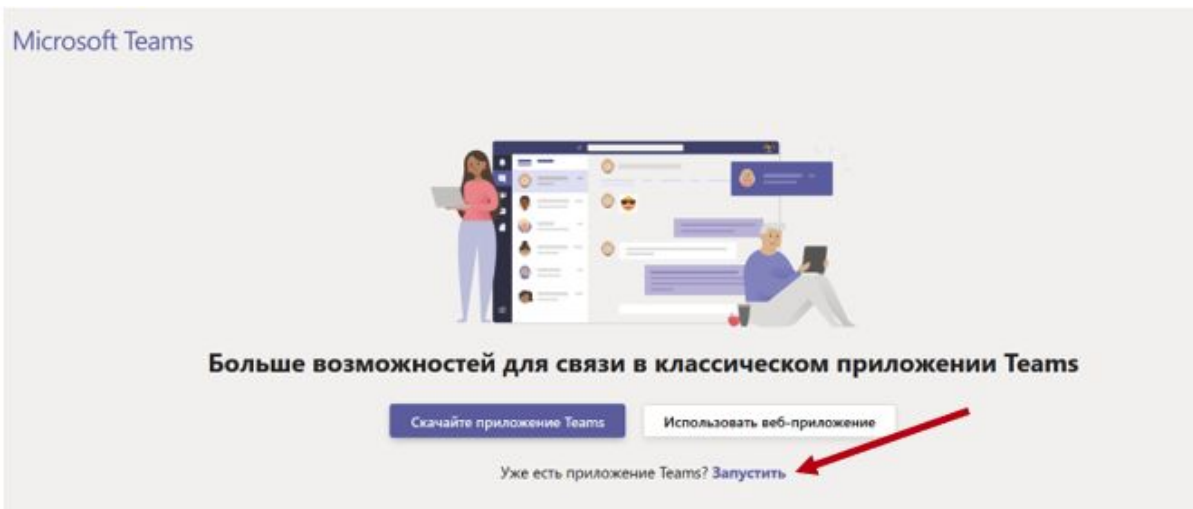 Microsoft Teams
Больше возможностей для связи в классическом приложении Teams
Скачайте приложение Teams
Использовать веб-приложение
Уже есть приложение Teams? Запустить